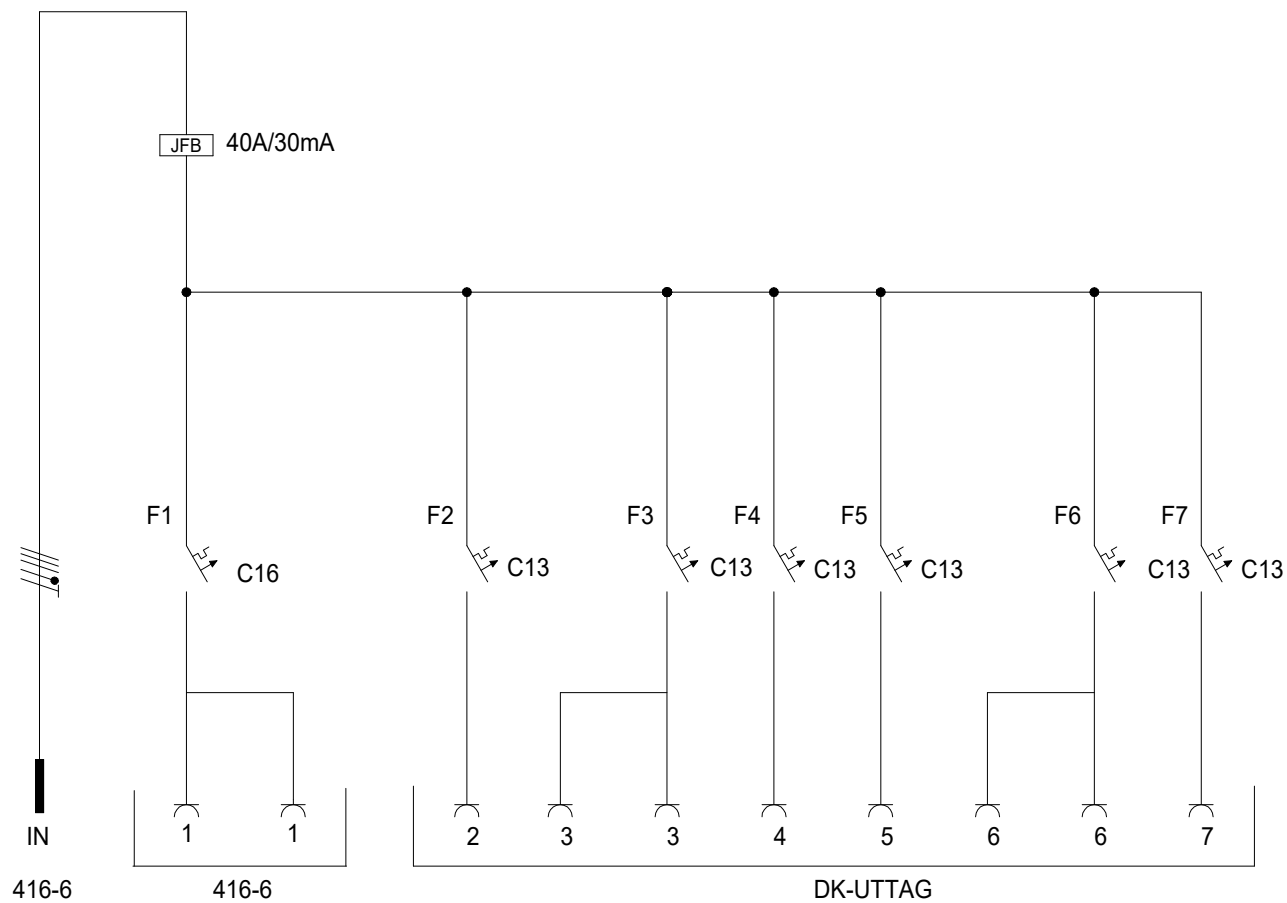 JFB 40A/30mA
F1 F2 F3 F4 F5 F6 F7
C16 C13 C13 C13 C13 C13 C13
IN 1 1 2 3 3 4 5 6 6 7
416-6 416-6 DK-UTTAG